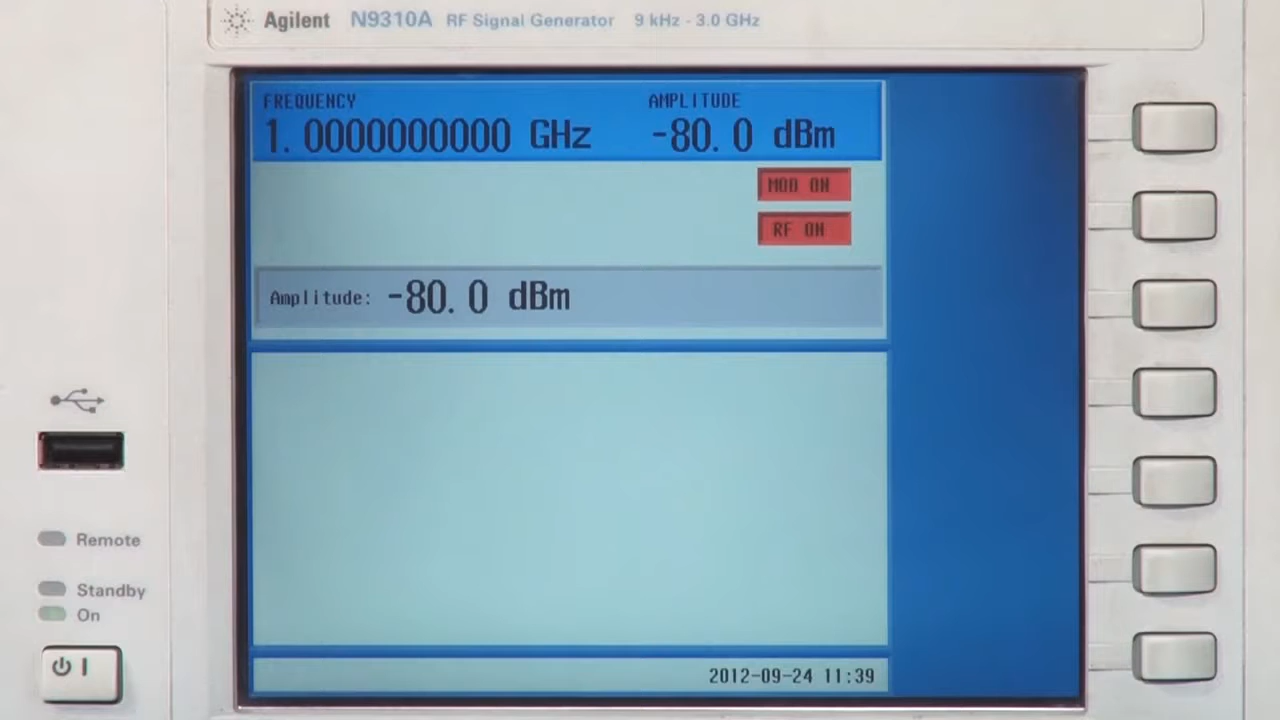 Agilent N9310A RF Signal Generator 9 kHz - 3.0 GHz
FREQUENCY AMPLITUDE
1.0000000000 GHz -80.0 dBm
MOD ON
RF ON
Amplitude: -80.0 dBm
Remote
Standby
On
2012-09-24 11:39